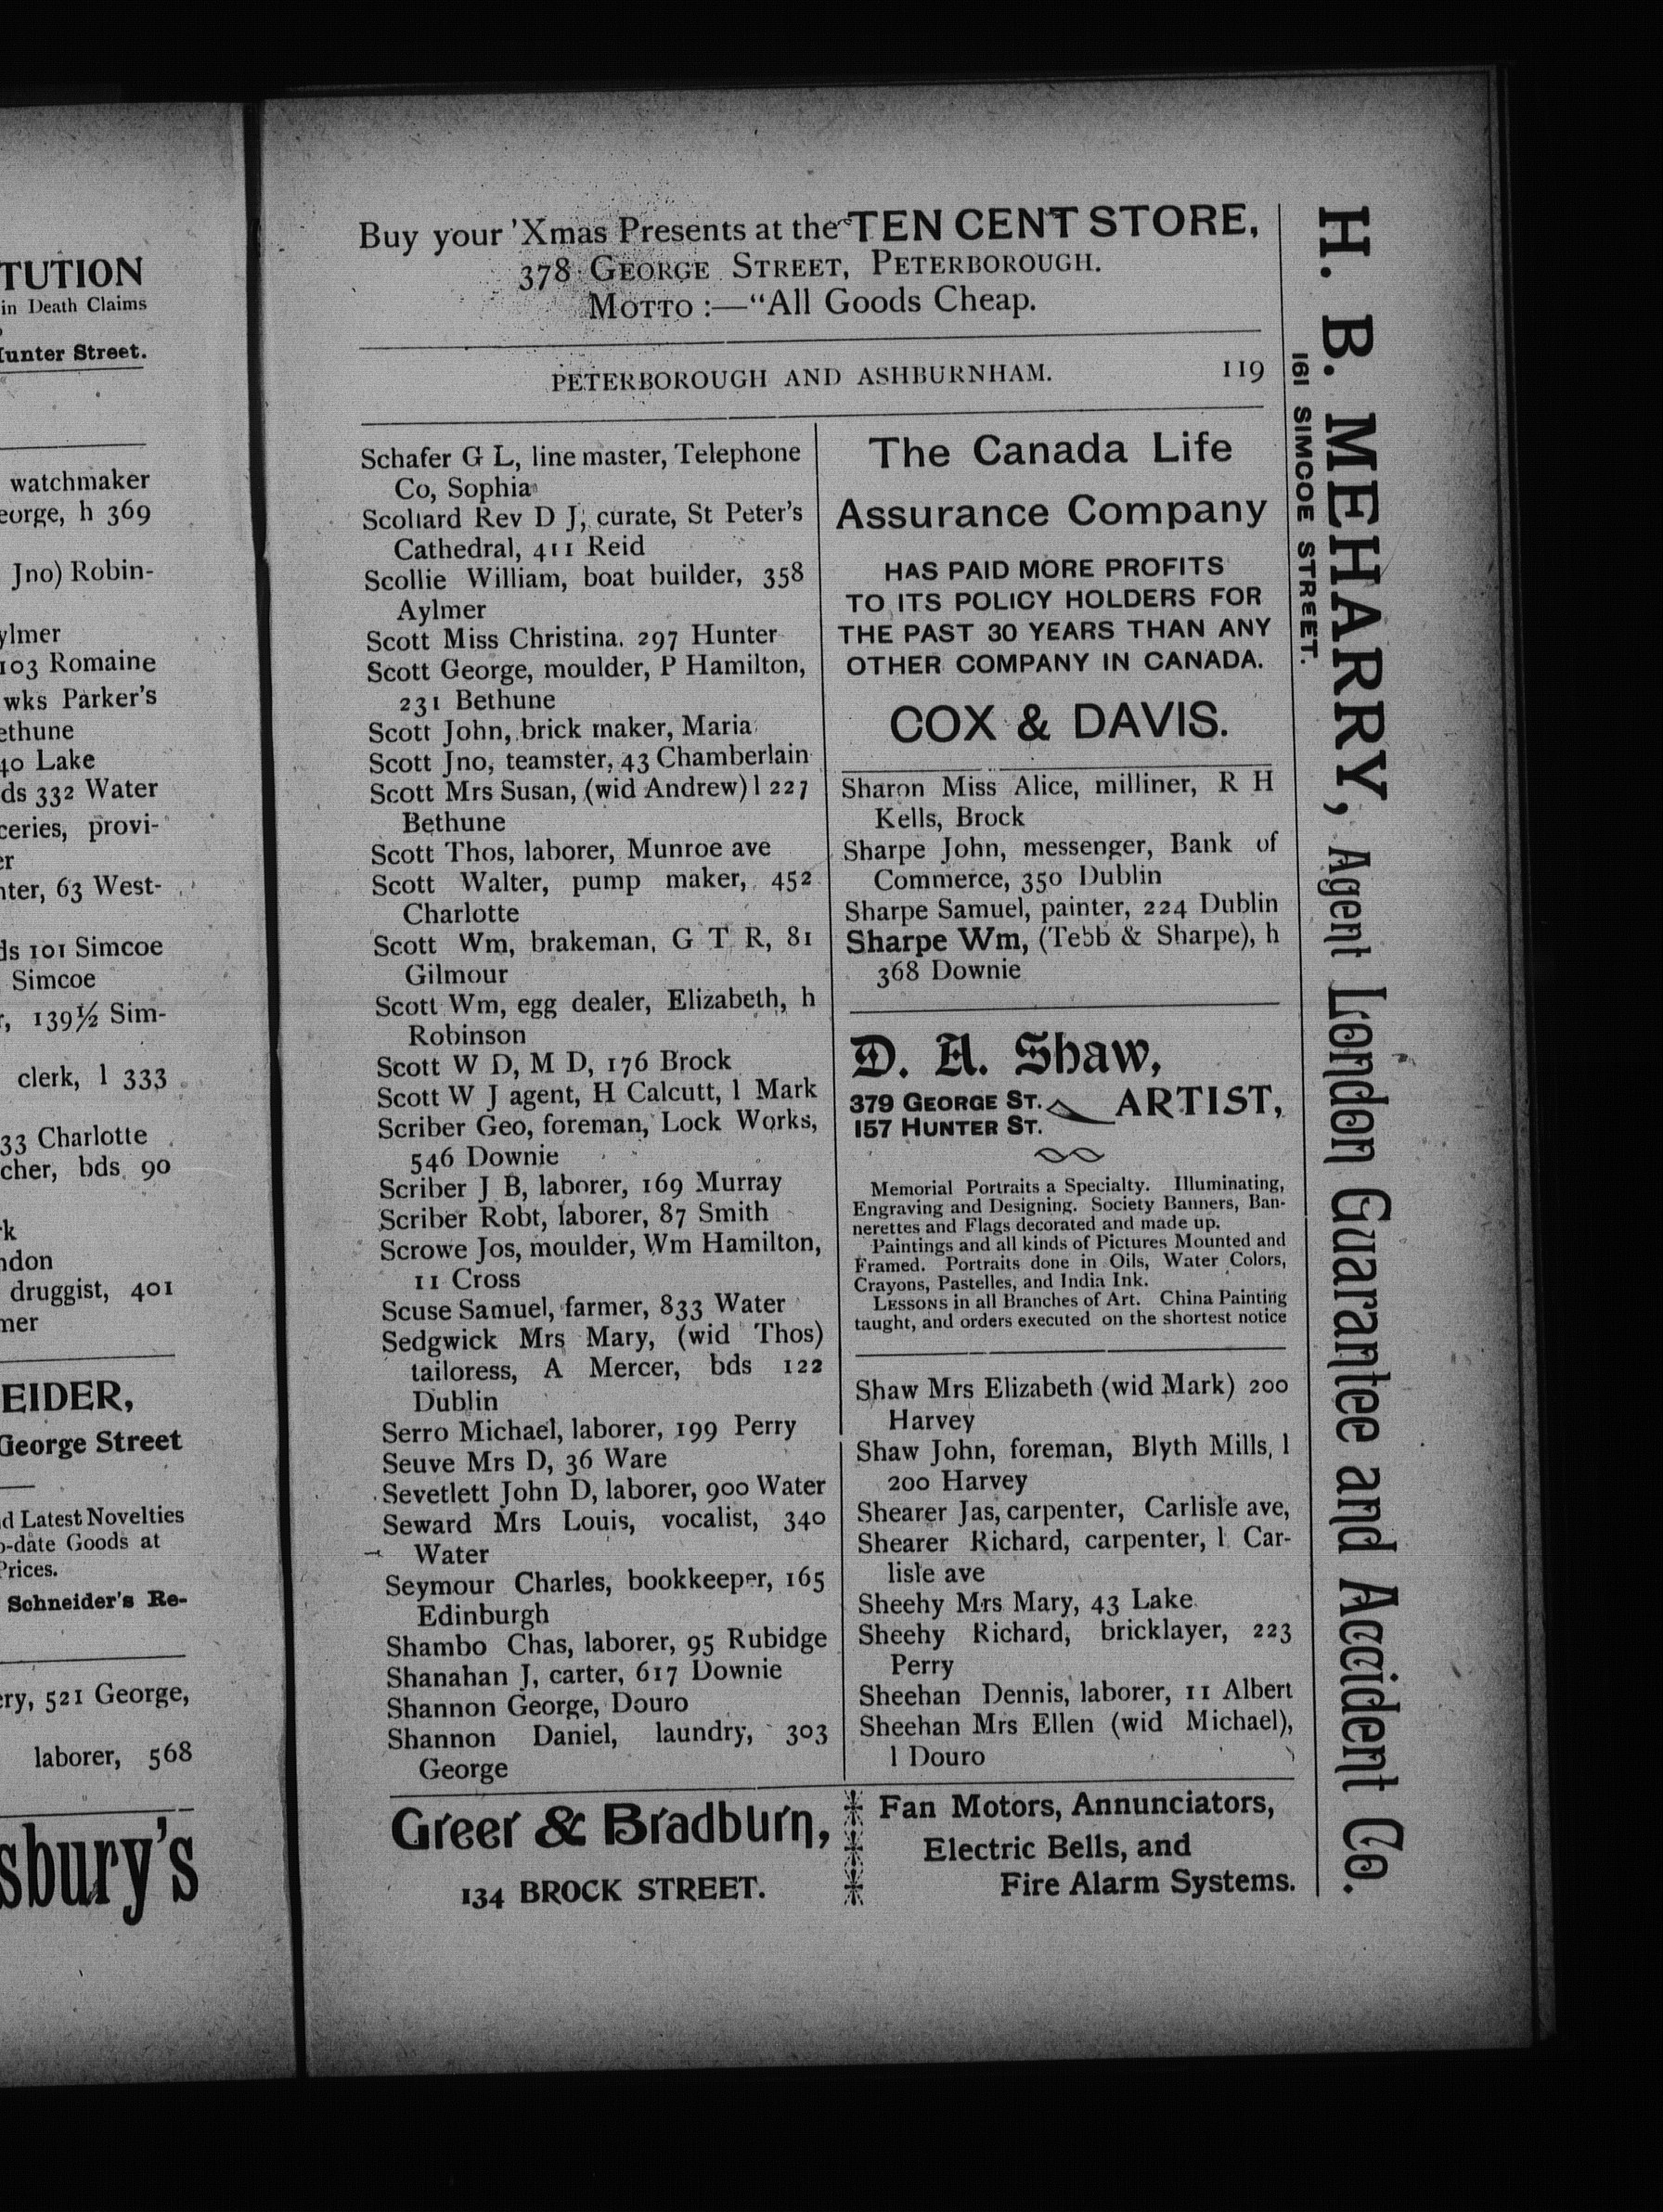 TUTION
in Death Claims
Hunter Street.
watchmaker
eorge, h 369
Jno) Robin-
ylmer
103 Romaine
wks Parker's
ethune
40 Lake
ds 332 Water
ceries, provi-
er
nter, 63 West-
ds 101 Simcoe
Simcoe
r, 139½ Sim-
clerk, l 333
33 Charlotte
cher, bds 90
rk
ndon
druggist, 401
mer
EIDER,
George Street
d Latest Novelties
o-date Goods at
Prices.
Schneider's Re-
ery, 521 George,
laborer, 568
sbury's
Buy your 'Xmas Presents at the TEN CENT STORE,
378 GEORGE STREET, PETERBOROUGH.
MOTTO :—"All Goods Cheap.
PETERBOROUGH AND ASHBURNHAM. 119
Schafer G L, line master, Telephone
Co, Sophia
Scollard Rev D J, curate, St Peter's
Cathedral, 411 Reid
Scollie William, boat builder, 358
Aylmer
Scott Miss Christina. 297 Hunter
Scott George, moulder, P Hamilton,
231 Bethune
Scott John, brick maker, Maria
Scott Jno, teamster, 43 Chamberlain
Scott Mrs Susan, (wid Andrew) l 227
Bethune
Scott Thos, laborer, Munroe ave
Scott Walter, pump maker, 452
Charlotte
Scott Wm, brakeman, G T R, 81
Gilmour
Scott Wm, egg dealer, Elizabeth, h
Robinson
Scott W D, M D, 176 Brock
Scott W J agent, H Calcutt, l Mark
Scriber Geo, foreman, Lock Works,
546 Downie
Scriber J B, laborer, 169 Murray
Scriber Robt, laborer, 87 Smith
Scrowe Jos, moulder, Wm Hamilton,
11 Cross
Scuse Samuel, farmer, 833 Water
Sedgwick Mrs Mary, (wid Thos)
tailoress, A Mercer, bds 122
Dublin
Serro Michael, laborer, 199 Perry
Seuve Mrs D, 36 Ware
Sevetlett John D, laborer, 900 Water
Seward Mrs Louis, vocalist, 340
Water
Seymour Charles, bookkeeper, 165
Edinburgh
Shambo Chas, laborer, 95 Rubidge
Shanahan J, carter, 617 Downie
Shannon George, Douro
Shannon Daniel, laundry, 303
George
The Canada Life
Assurance Company
HAS PAID MORE PROFITS
TO ITS POLICY HOLDERS FOR
THE PAST 30 YEARS THAN ANY
OTHER COMPANY IN CANADA.
COX & DAVIS.
Sharon Miss Alice, milliner, R H
Kells, Brock
Sharpe John, messenger, Bank of
Commerce, 350 Dublin
Sharpe Samuel, painter, 224 Dublin
Sharpe Wm, (Tebb & Sharpe), h
368 Downie
D. A. Shaw,
379 GEORGE ST.
157 HUNTER ST.
ARTIST,
Memorial Portraits a Specialty. Illuminating,
Engraving and Designing. Society Banners, Ban-
nerettes and Flags decorated and made up.
Paintings and all kinds of Pictures Mounted and
Framed. Portraits done in Oils, Water Colors,
Crayons, Pastelles, and India Ink.
LESSONS in all Branches of Art. China Painting
taught, and orders executed on the shortest notice
Shaw Mrs Elizabeth (wid Mark) 200
Harvey
Shaw John, foreman, Blyth Mills, l
200 Harvey
Shearer Jas, carpenter, Carlisle ave,
Shearer Richard, carpenter, l Car-
lisle ave
Sheehy Mrs Mary, 43 Lake
Sheehy Richard, bricklayer, 223
Perry
Sheehan Dennis, laborer, 11 Albert
Sheehan Mrs Ellen (wid Michael),
l Douro
Greer & Bradburn,
134 BROCK STREET.
Fan Motors, Annunciators,
Electric Bells, and
Fire Alarm Systems.
H. B. MEHARRY, Agent London Guarantee and Accident Co.
161 SIMCOE STREET.